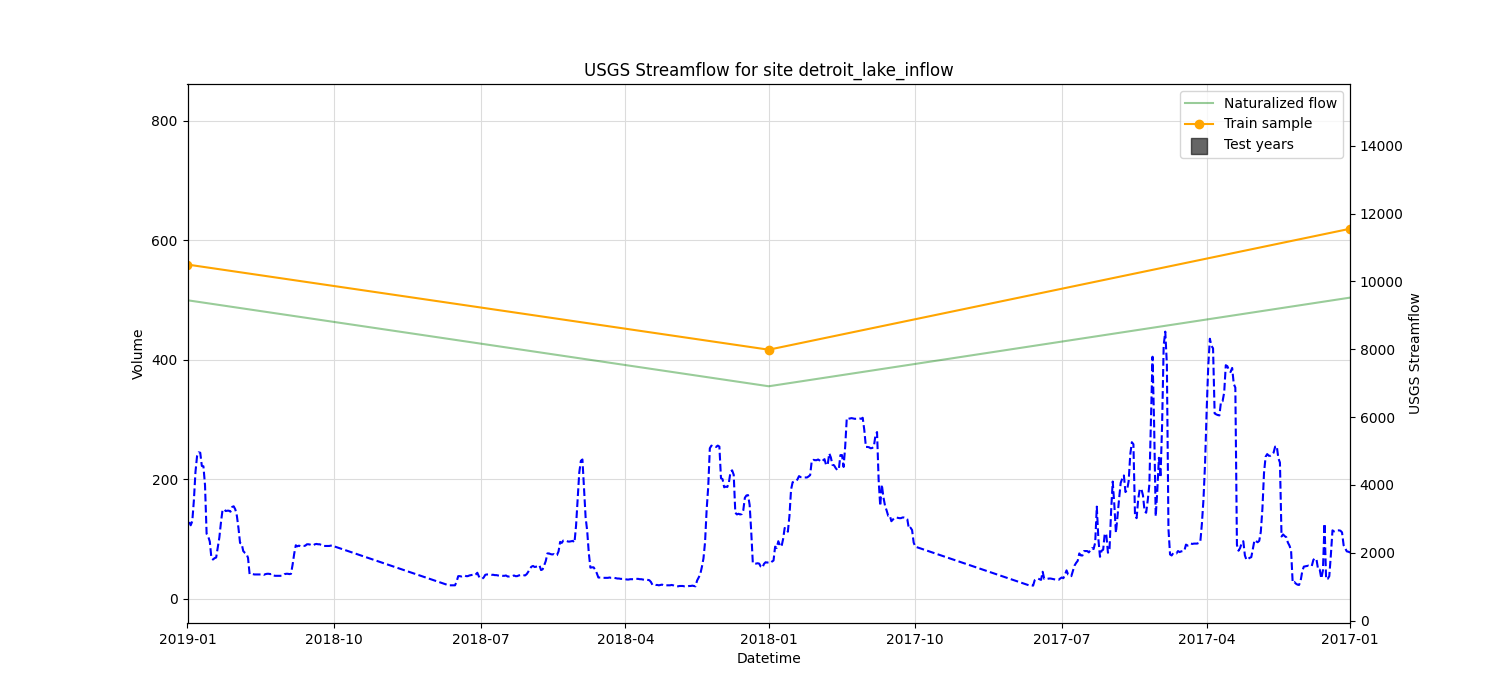 USGS Streamflow for site detroit_lake_inflow
Naturalized flow
Train sample
Test years
Volume
800
600
400
200
0
USGS Streamflow
14000
12000
10000
8000
6000
4000
2000
0
2019-01 2018-10 2018-07 2018-04 2018-01 2017-10 2017-07 2017-04 2017-01
Datetime